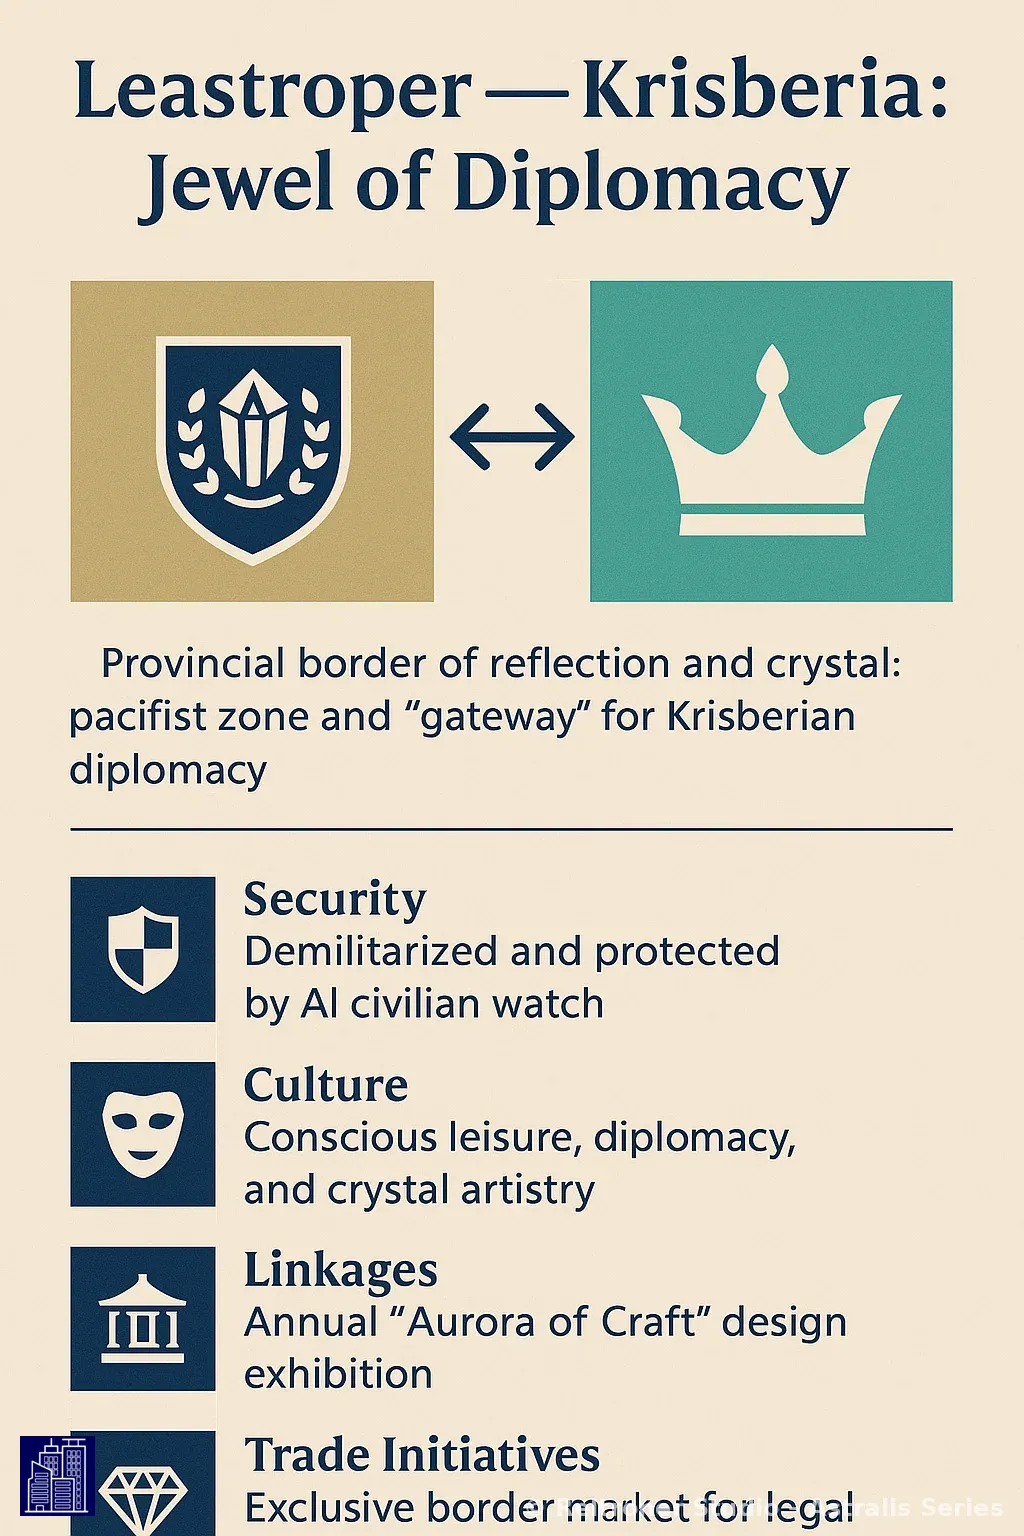 Leastroper — Krisberia:
Jewel of Diplomacy
Provincial border of reflection and crystal:
pacifist zone and “gateway” for Krisberian
diplomacy
Security
Demilitarized and protected
by AI civilian watch
Culture
Conscious leisure, diplomacy,
and crystal artistry
Linkages
Annual “Aurora of Craft” design
exhibition
Trade Initiatives
Exclusive border market for legal
Studio Astralis Series